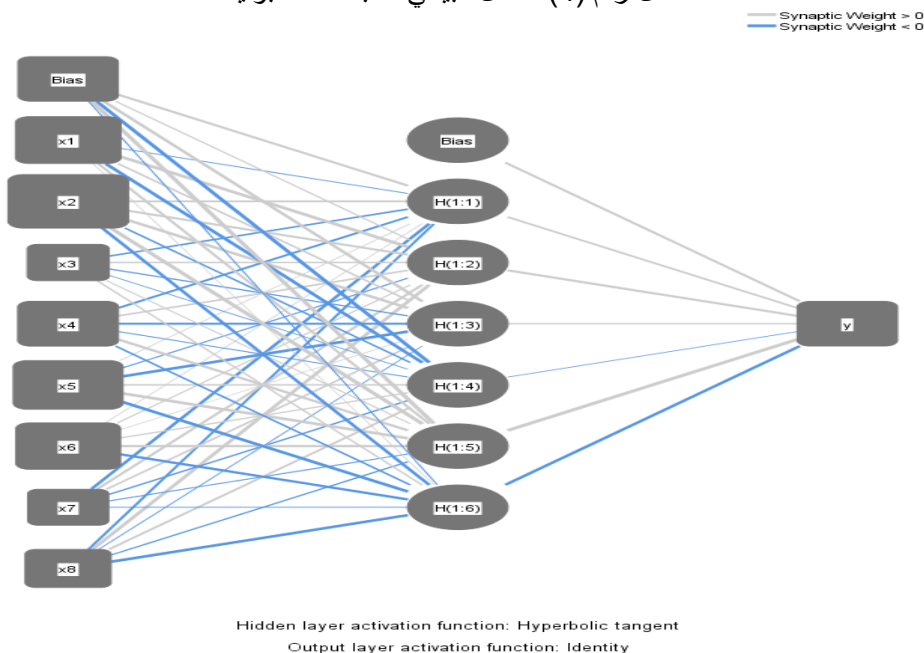 Synaptic Weight > 0
Synaptic Weight < 0
Bias
x1
x2
x3
x4
x5
x6
x7
x8
Bias
H(1:1)
H(1:2)
H(1:3)
H(1:4)
H(1:5)
H(1:6)
y
Hidden layer activation function: Hyperbolic tangent
Output layer activation function: Identity